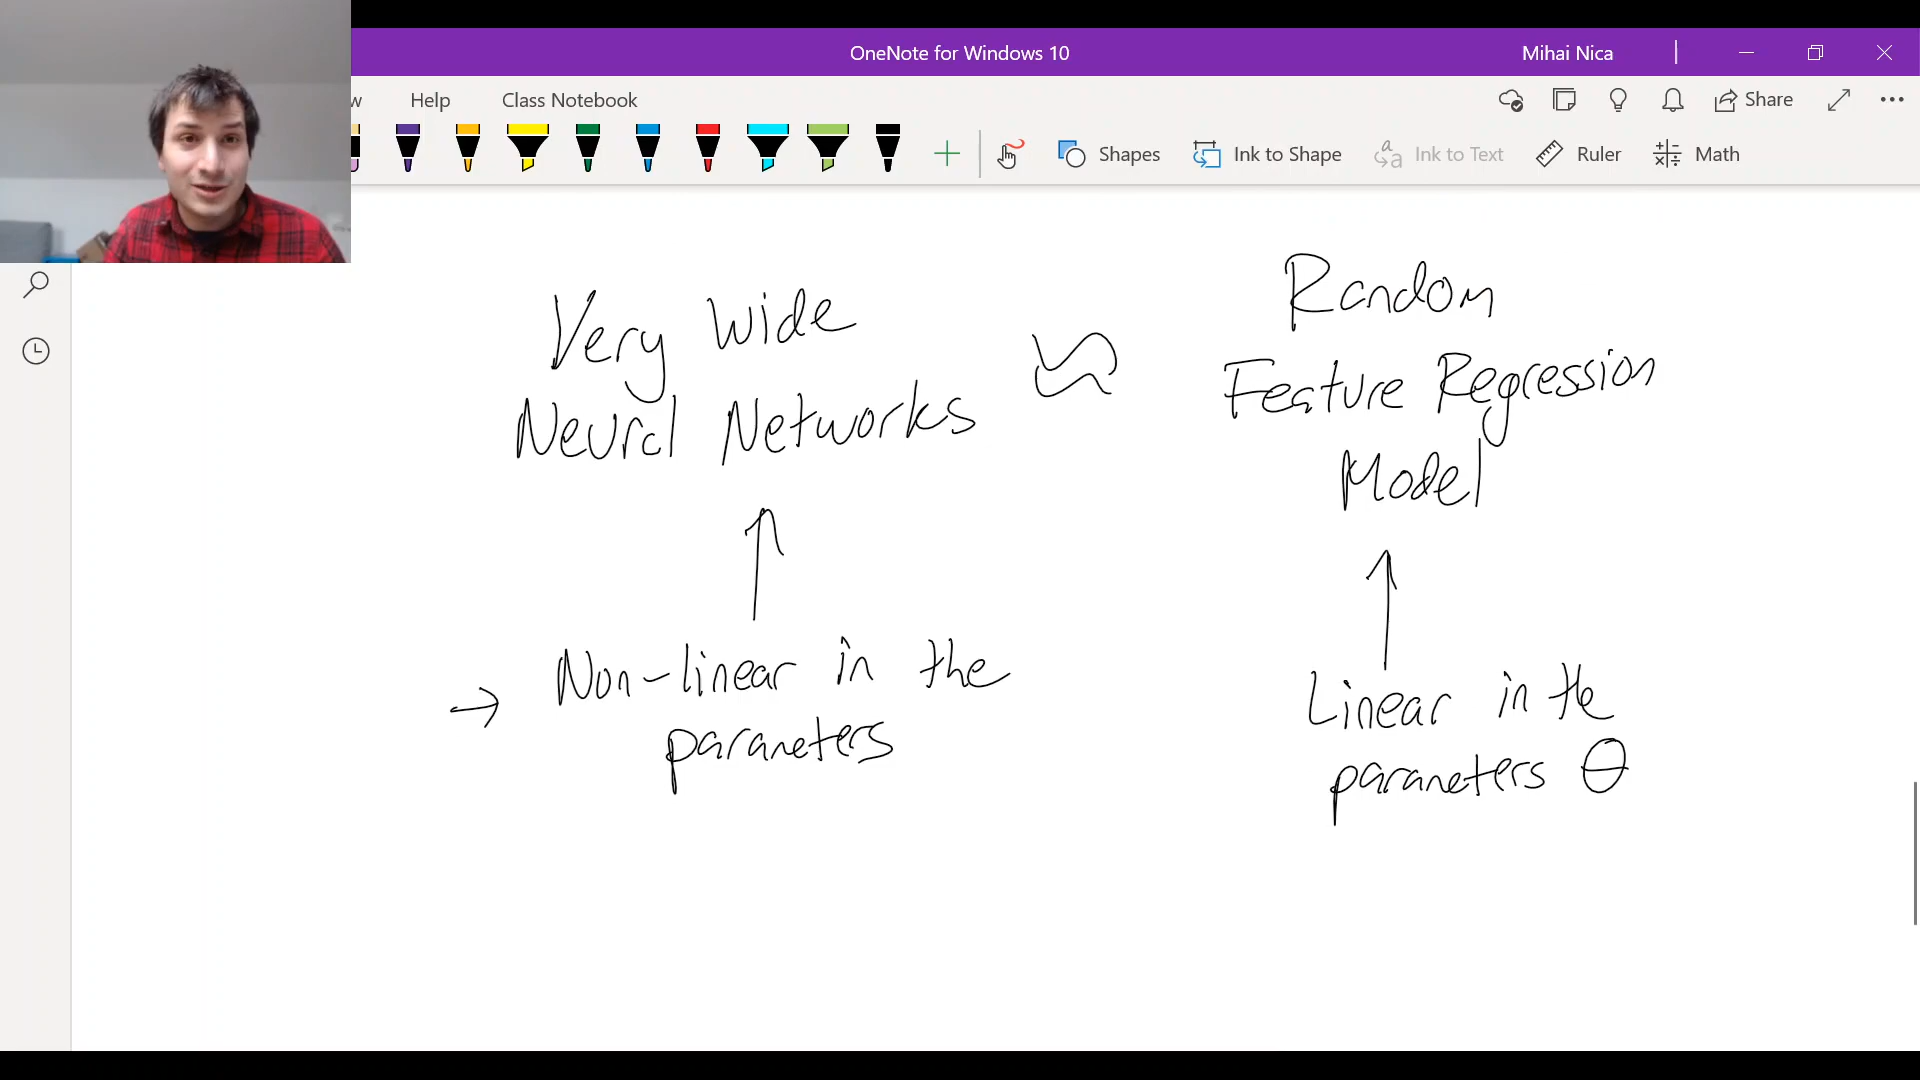 OneNote for Windows 10
Mihai Nica
w
Help
Class Notebook
Share
Shapes
Ink to Shape
Ink to Text
Ruler
Math
Very Wide
Neural Networks
Random
Feature Regression
Model
Non-linear in the
parameters
Linear in the
parameters θ